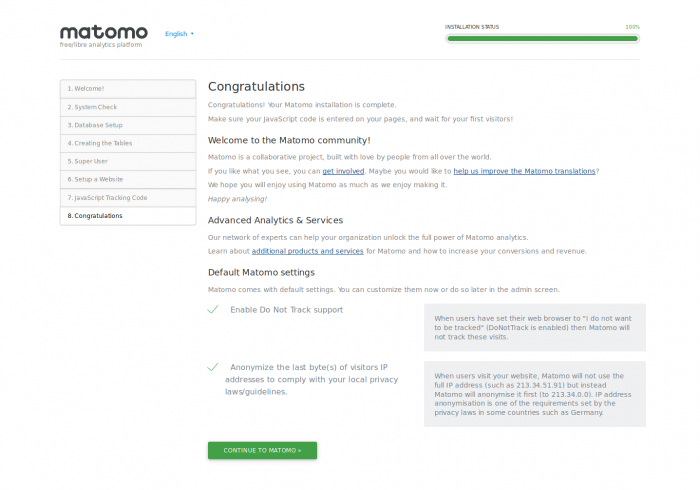 matomo
free/libre analytics platform
English
INSTALLATION STATUS 100%
1. Welcome!
2. System Check
3. Database Setup
4. Creating the Tables
5. Super User
6. Setup a Website
7. JavaScript Tracking Code
8. Congratulations
Congratulations
Congratulations! Your Matomo installation is complete.
Make sure your JavaScript code is entered on your pages, and wait for your first visitors!
Welcome to the Matomo community!
Matomo is a collaborative project, built with love by people from all over the world.
If you like what you see, you can get involved. Maybe you would like to help us improve the Matomo translations?
We hope you will enjoy using Matomo as much as we enjoy making it.
Happy analysing!
Advanced Analytics & Services
Our network of experts can help your organization unlock the full power of Matomo analytics.
Learn about additional products and services for Matomo and how to increase your conversions and revenue.
Default Matomo settings
Matomo comes with default settings. You can customize them now or do so later in the admin screen.
Enable Do Not Track support
When users have set their web browser to "I do not want
to be tracked" (DoNotTrack is enabled) then Matomo will
not track these visits.
Anonymize the last byte(s) of visitors IP
addresses to comply with your local privacy
laws/guidelines.
When users visit your website, Matomo will not use the
full IP address (such as 213.34.51.91) but instead
Matomo will anonymise it first (to 213.34.0.0). IP address
anonymisation is one of the requirements set by the
privacy laws in some countries such as Germany.
CONTINUE TO MATOMO »